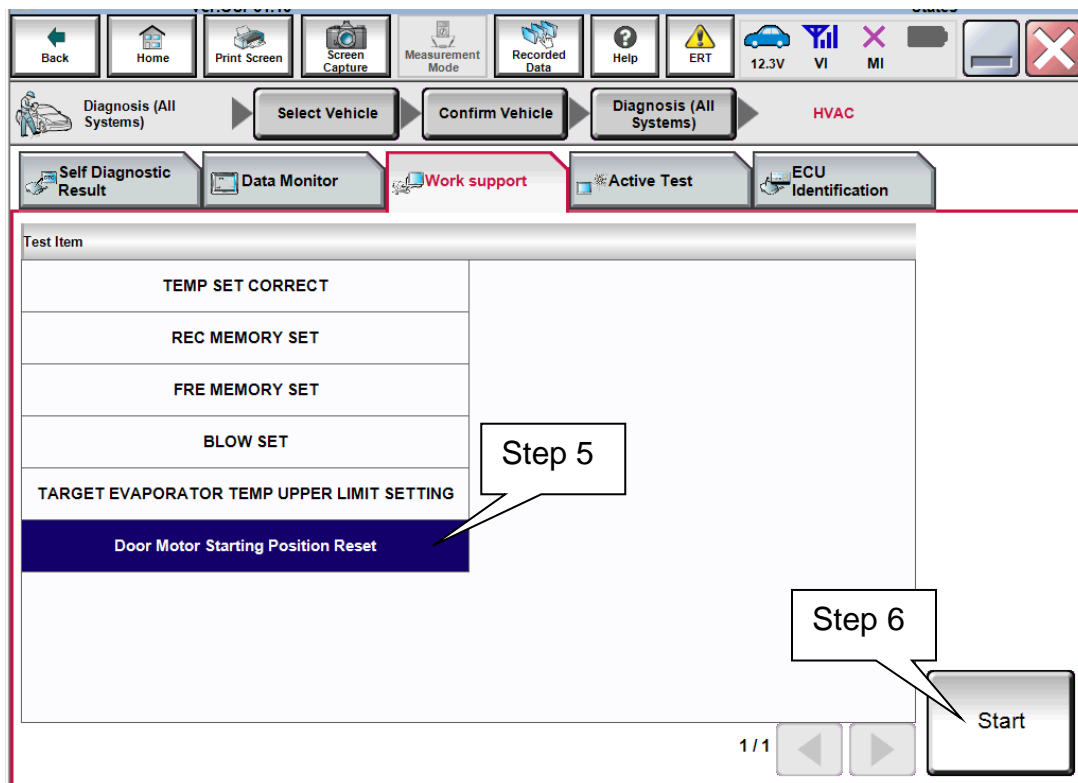 Back
Home
Print Screen
Screen
Capture
Measurement
Mode
Recorded
Data
Help
ERT
12.3V
VI
MI
Diagnosis (All
Systems)
Select Vehicle
Confirm Vehicle
Diagnosis (All
Systems)
HVAC
Self Diagnostic
Result
Data Monitor
Work support
Active Test
ECU
Identification
Test Item
TEMP SET CORRECT
REC MEMORY SET
FRE MEMORY SET
BLOW SET
TARGET EVAPORATOR TEMP UPPER LIMIT SETTING
Door Motor Starting Position Reset
Step 5
Step 6
Start
1 / 1